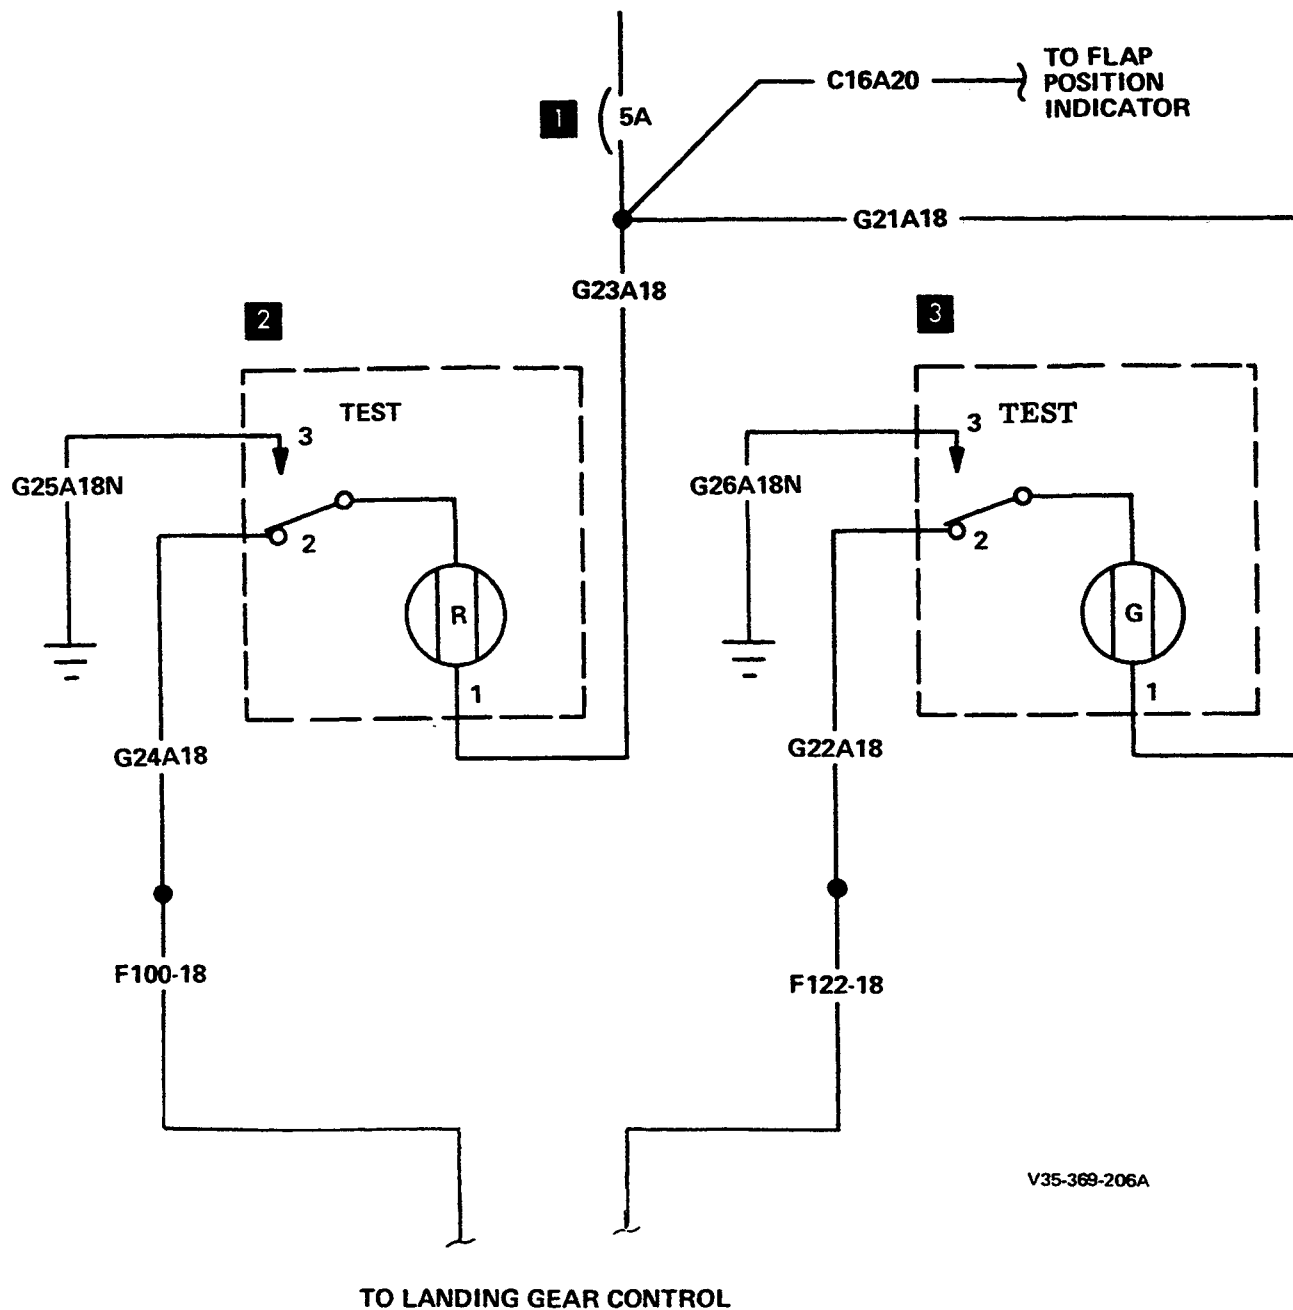 TO FLAP
POSITION
INDICATOR
C16A20
1
5A
G21A18
G23A18
2
3
TEST
3
G25A18N
2
R
1
TEST
3
G26A18N
2
G
1
G24A18
G22A18
F100-18
F122-18
V35-369-206A
TO LANDING GEAR CONTROL